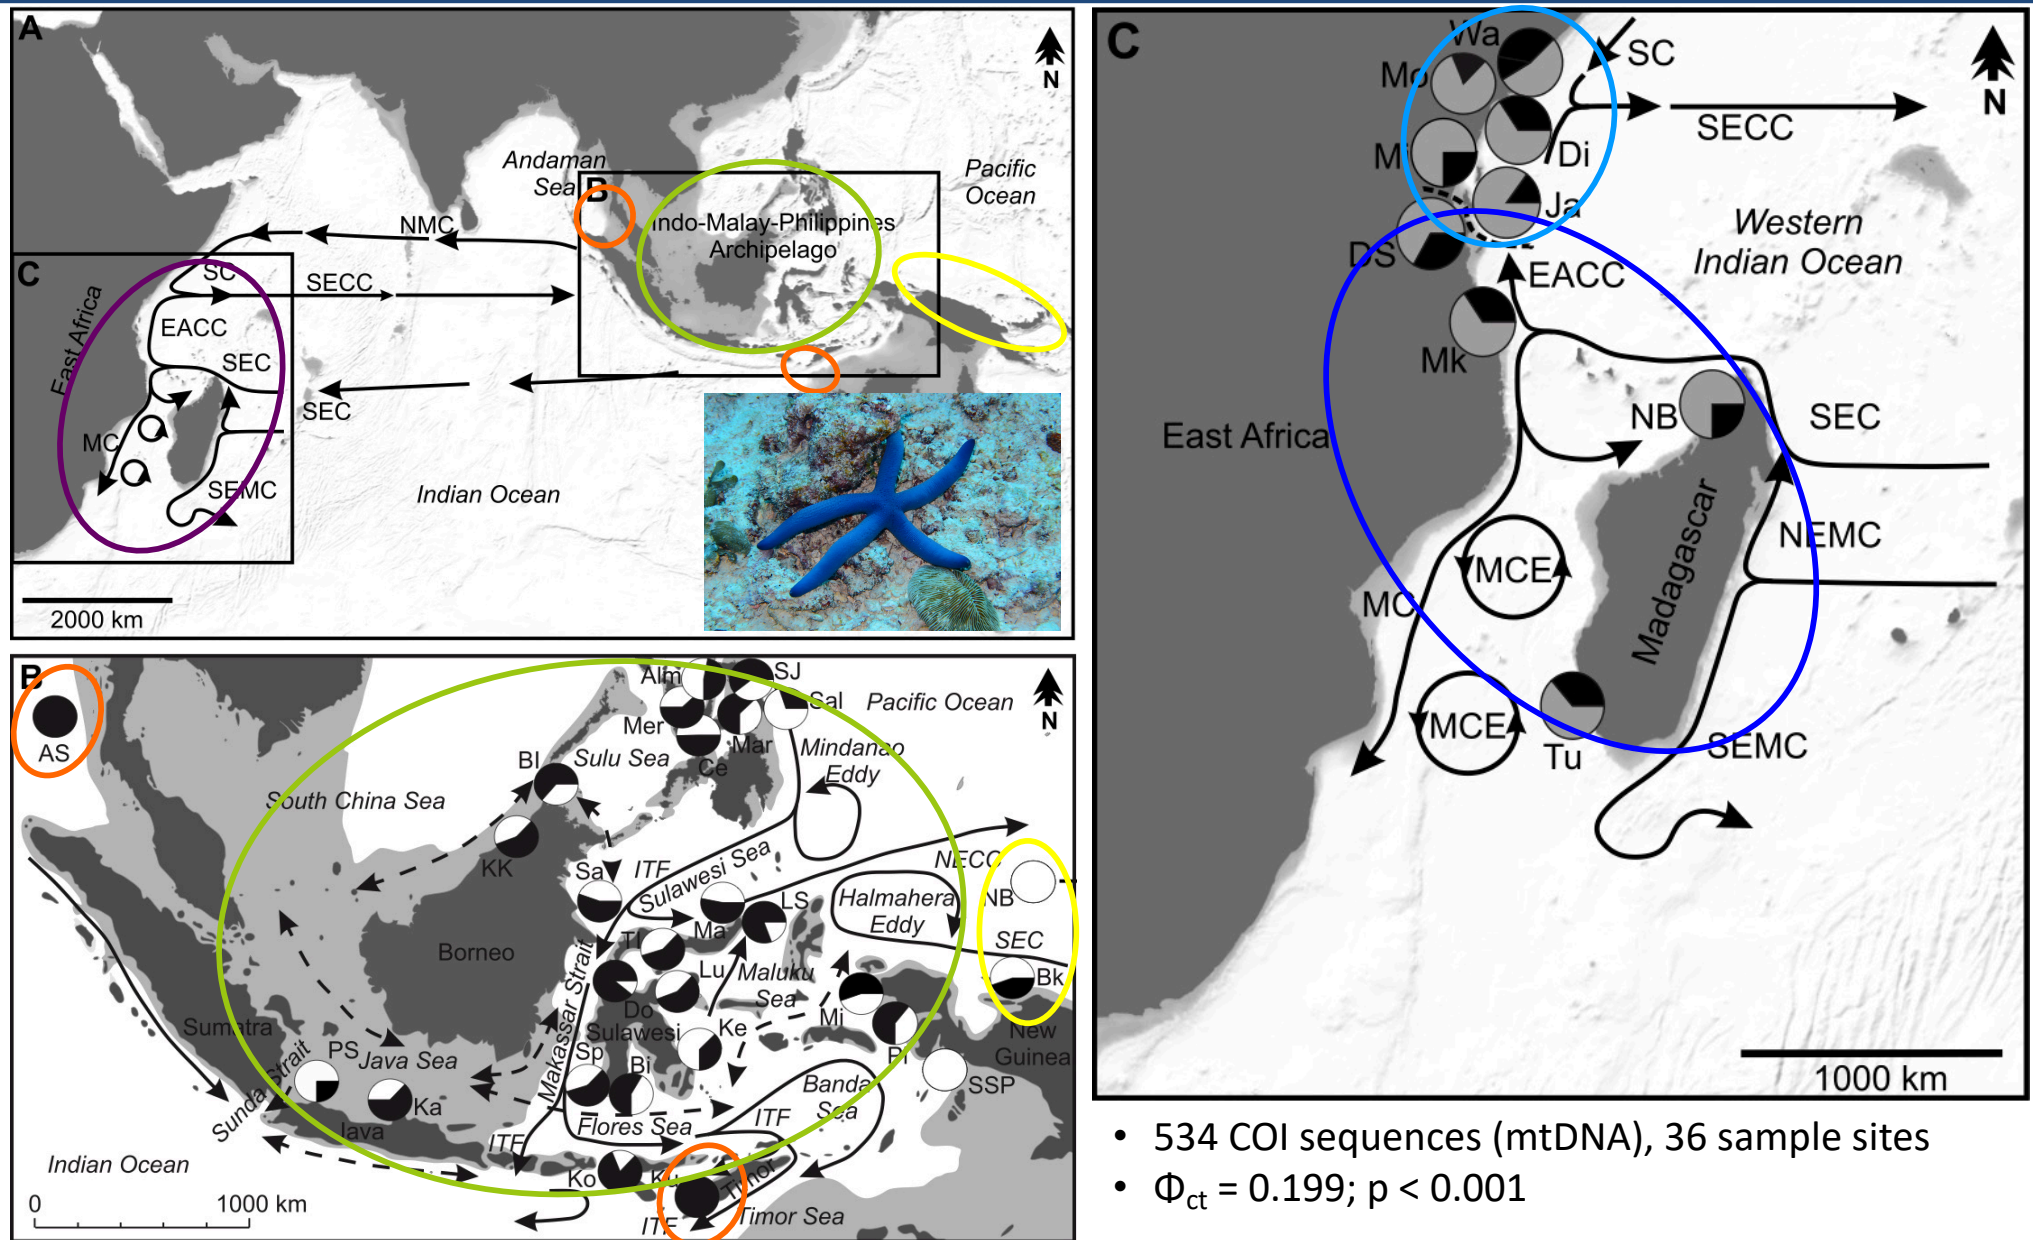 A
N
Andaman
Sea
B
Pacific
Ocean
Indo-Malay-Philippines
Archipelago
NMC
C
SC
SECC
East Africa
EACC
SEC
SEC
MC
SEMC
Indian Ocean
2000 km
B
N
AS
Alm
SJ
Sal
Pacific Ocean
Mer
Mar
Ce
Mindanao
Eddy
BI
Sulu Sea
South China Sea
KK
Sa
ITF
Sulawesi Sea
NECC
NB
LS
Halmahera
Eddy
Ma
TI
SEC
Borneo
Makassar Strait
Lu
Maluku
Sea
Bk
Do
Sulawesi
Mi
New
Guinea
Sumatra
Ke
Pi
SSP
PS
Java Sea
Sp
Bi
Banda
Sea
Sunda Strait
Ka
Java
Flores Sea
ITF
ITF
Indian Ocean
Ko
Ku
Timor
0
1000 km
ITF
Timor Sea
C
N
Wa
SC
Mo
SECC
Mi
Di
Ja
Western
Indian Ocean
DS
EACC
Mk
NB
SEC
East Africa
Madagascar
NEMC
MCE
MC
MCE
Tu
SEMC
1000 km
• 534 COI sequences (mtDNA), 36 sample sites
• Φct = 0.199; p < 0.001